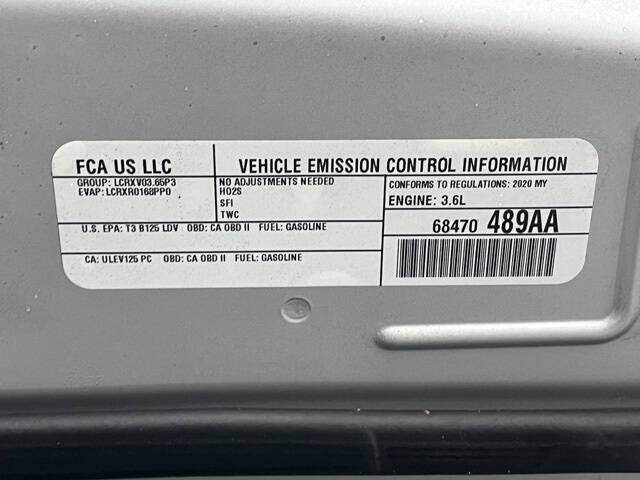 FCA US LLC
VEHICLE EMISSION CONTROL INFORMATION
GROUP: LCRXV03.65P3
EVAP: LCRXR0168PP0
NO ADJUSTMENTS NEEDED
HO2S
SFI
TWC
CONFORMS TO REGULATIONS: 2020 MY
ENGINE: 3.6L
U.S. EPA: T3 B125 LDV OBD: CA OBD II FUEL: GASOLINE
68470 489AA
CA: ULEV125 PC OBD: CA OBD II FUEL: GASOLINE